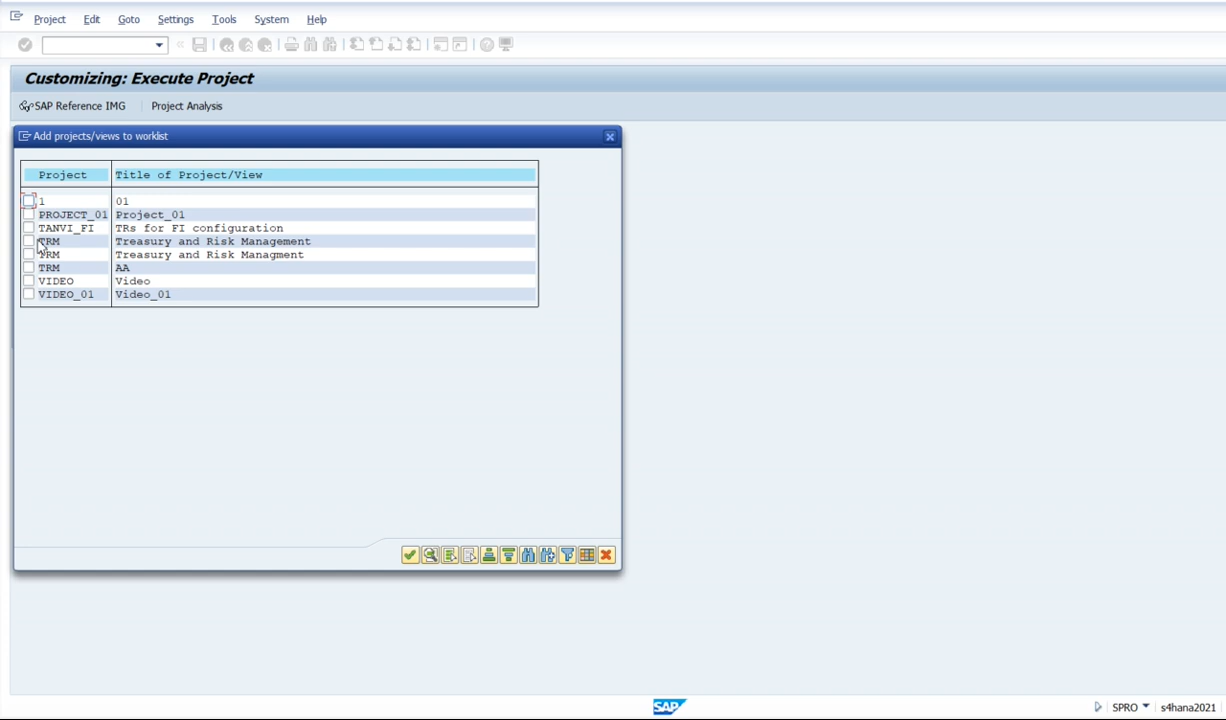 Project Edit Goto Settings Tools System Help
Customizing: Execute Project
SAP Reference IMG Project Analysis
Add projects/views to worklist
Project Title of Project/View
1 01
PROJECT_01 Project_01
TANVI_FI TRs for FI configuration
TRM Treasury and Risk Management
TRM Treasury and Risk Managment
TRM AA
VIDEO Video
VIDEO_01 Video_01
SAP SPRO s4hana2021